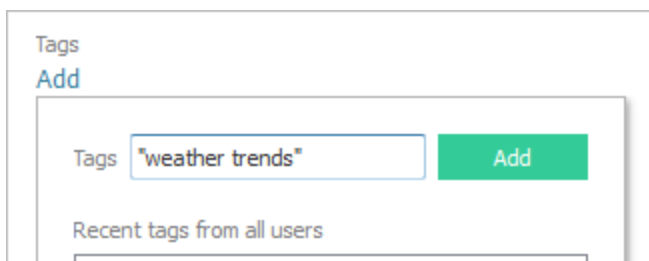 Tags
Add
Tags "weather trends" Add
Recent tags from all users